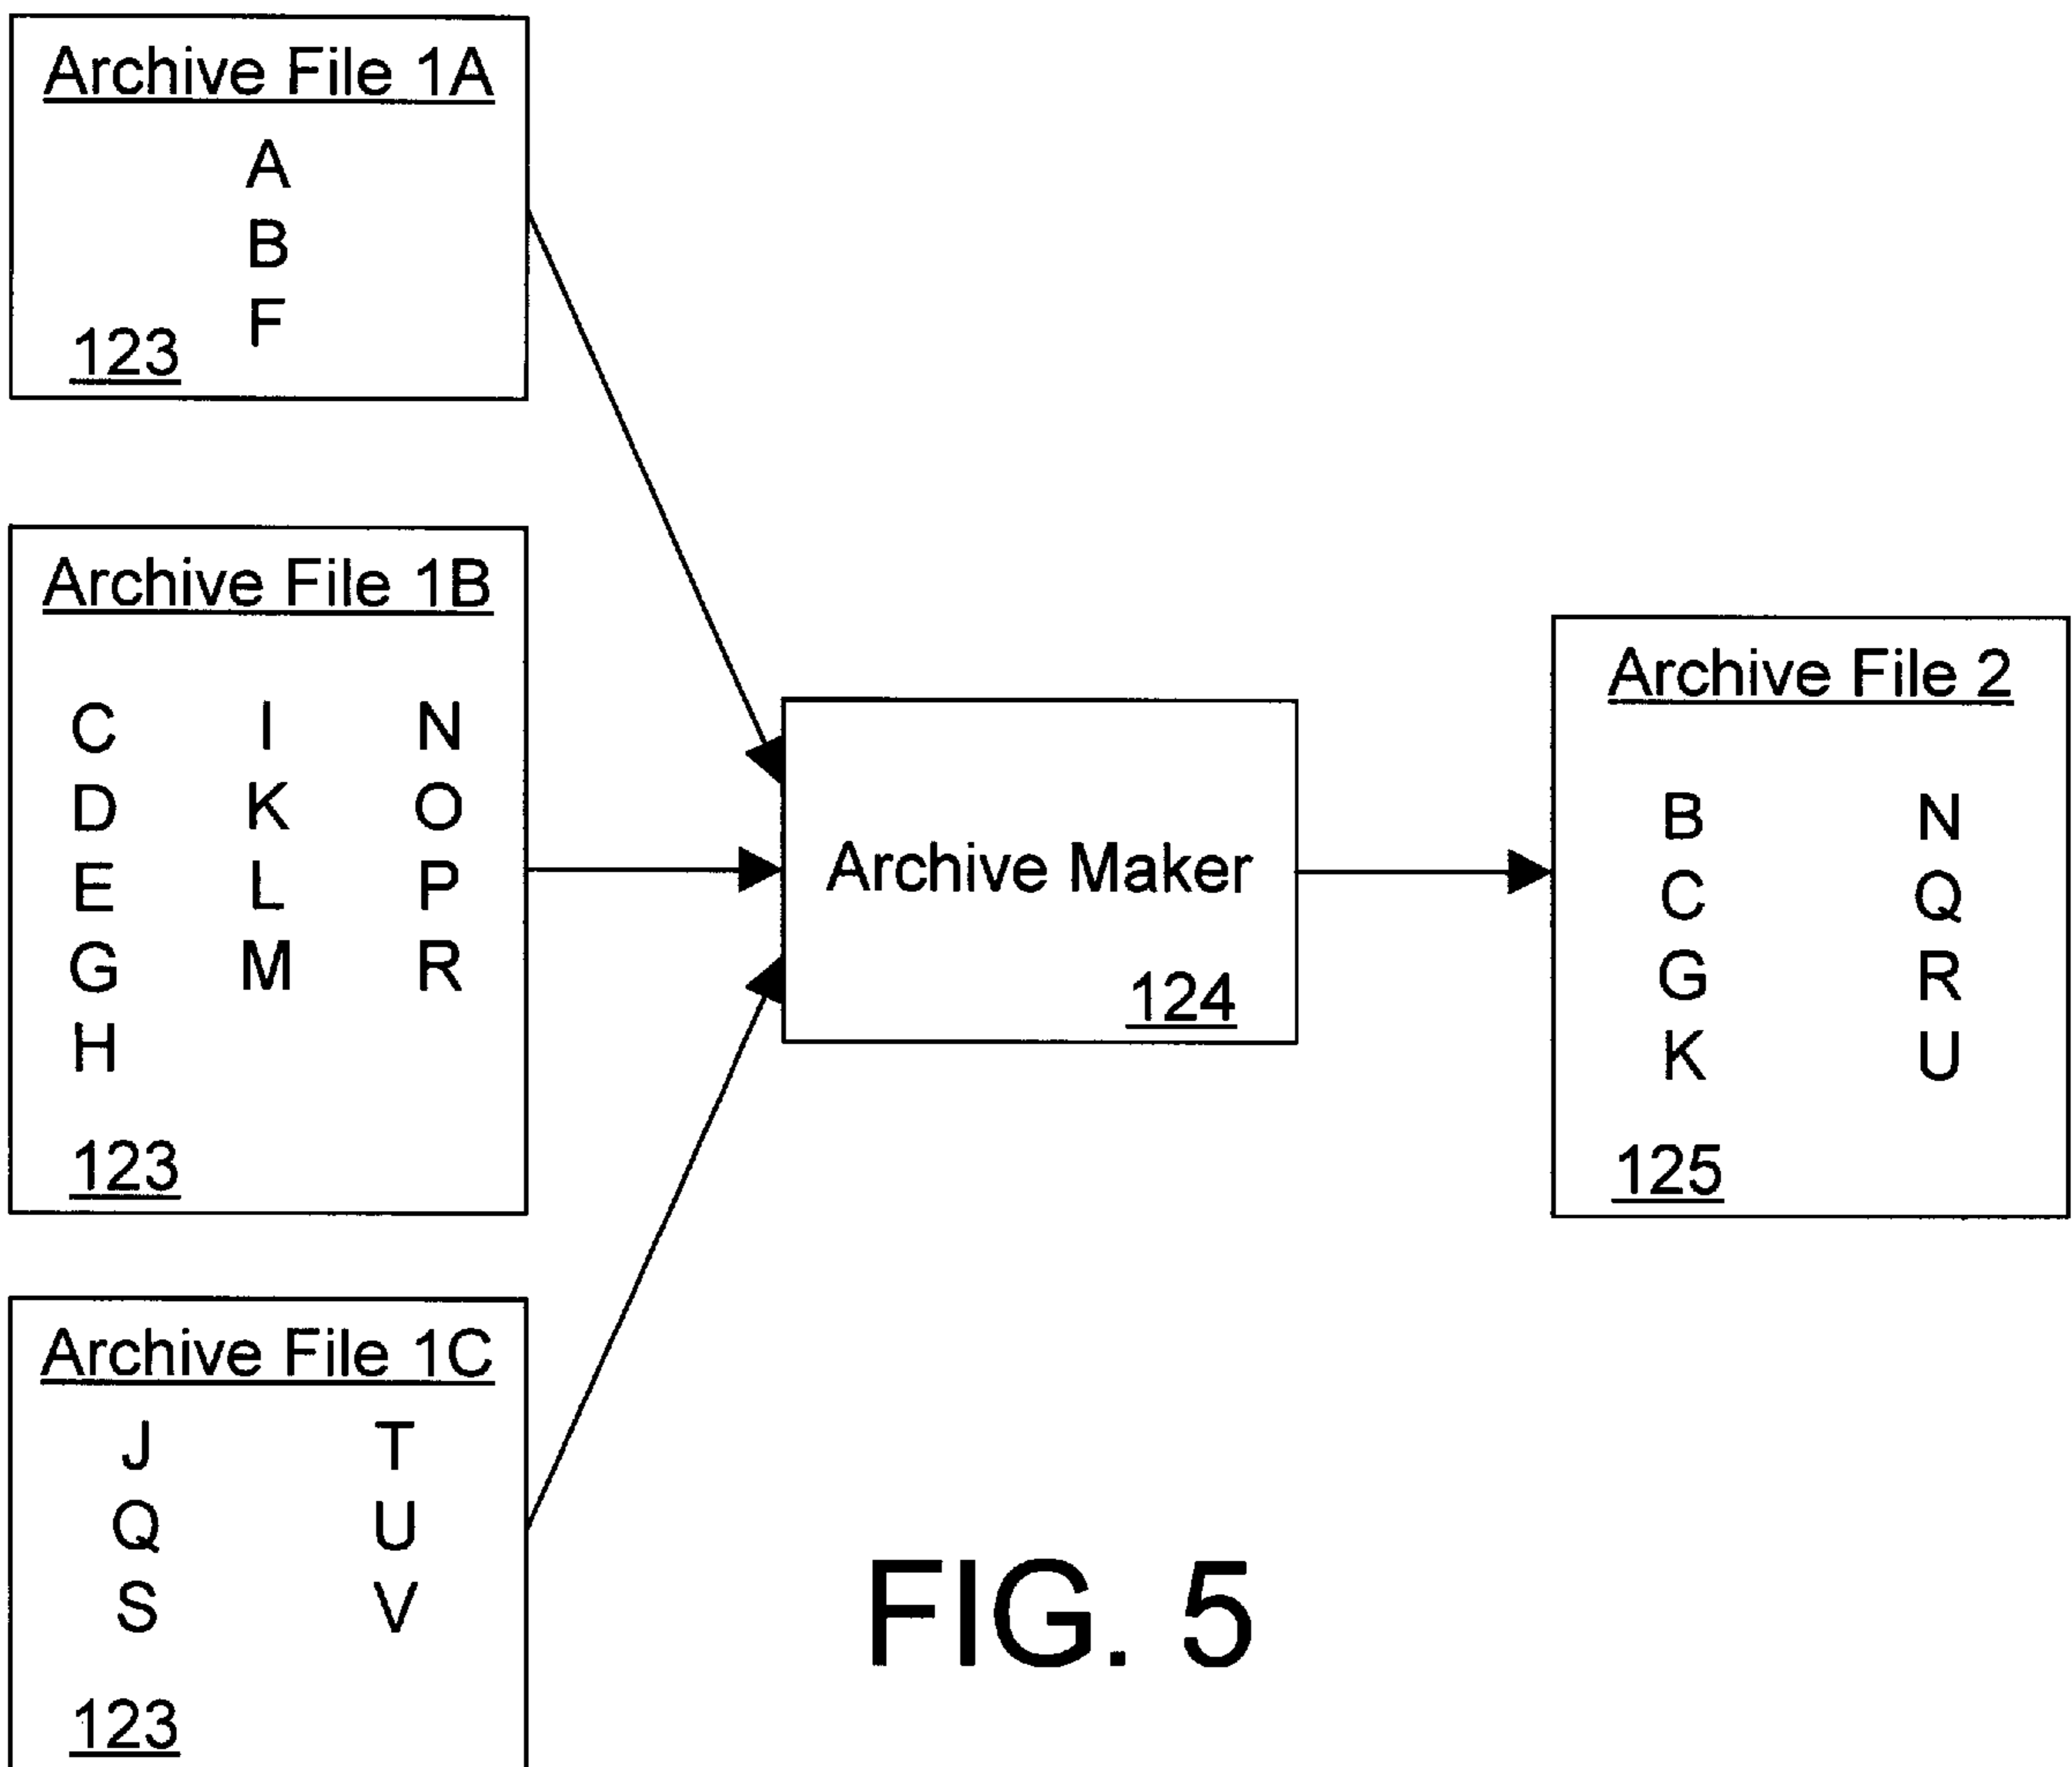 Archive File 1A
A
B
F
123
Archive File 1B
C I N
D K O
E L P
G M R
H
123
Archive File 1C
J T
Q U
S V
123
Archive Maker
124
Archive File 2
B N
C Q
G R
K U
125
FIG. 5